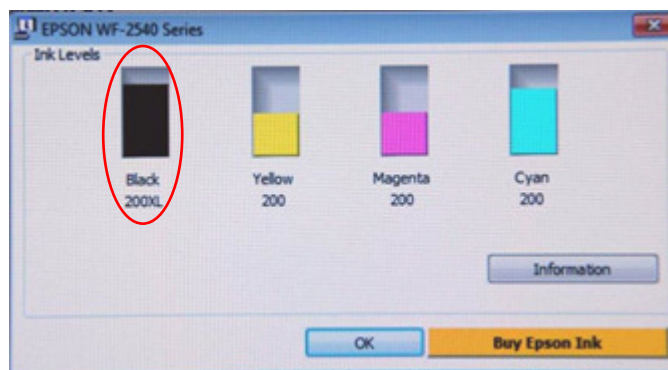 EPSON WF-2540 Series
Ink Levels
Black Yellow Magenta Cyan
200XL 200 200 200
Information
OK Buy Epson Ink